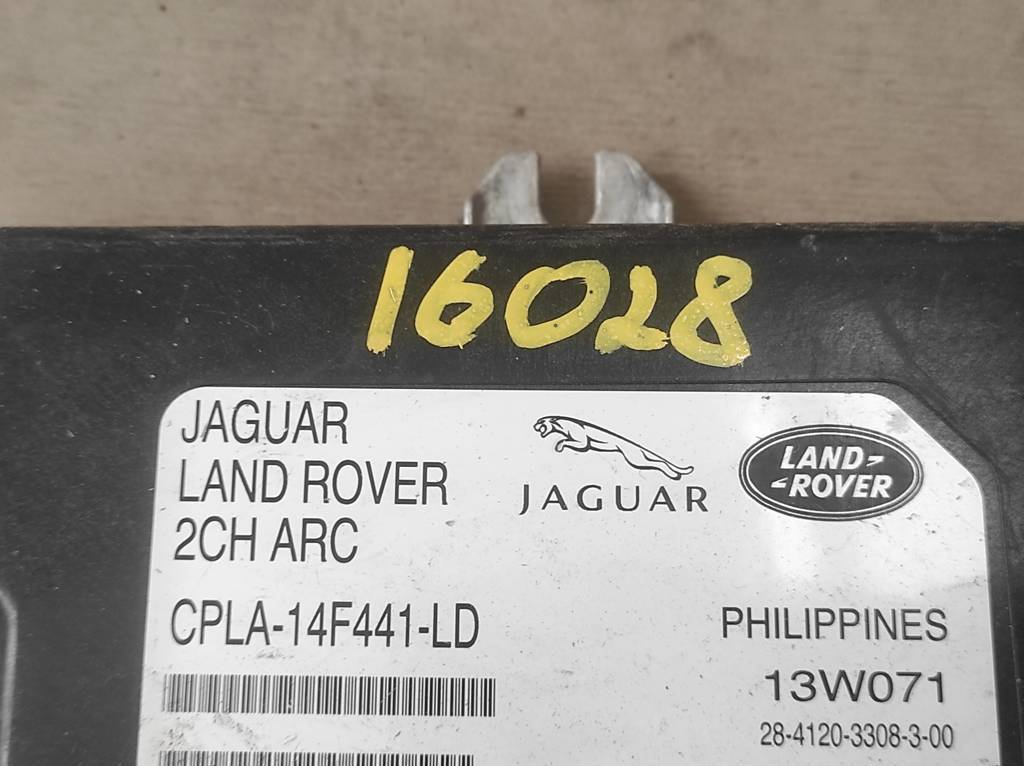 16028
JAGUAR
LAND ROVER
2CH ARC
JAGUAR
LAND-
-ROVER
CPLA-14F441-LD
PHILIPPINES
13W071
28-4120-3308-3-00